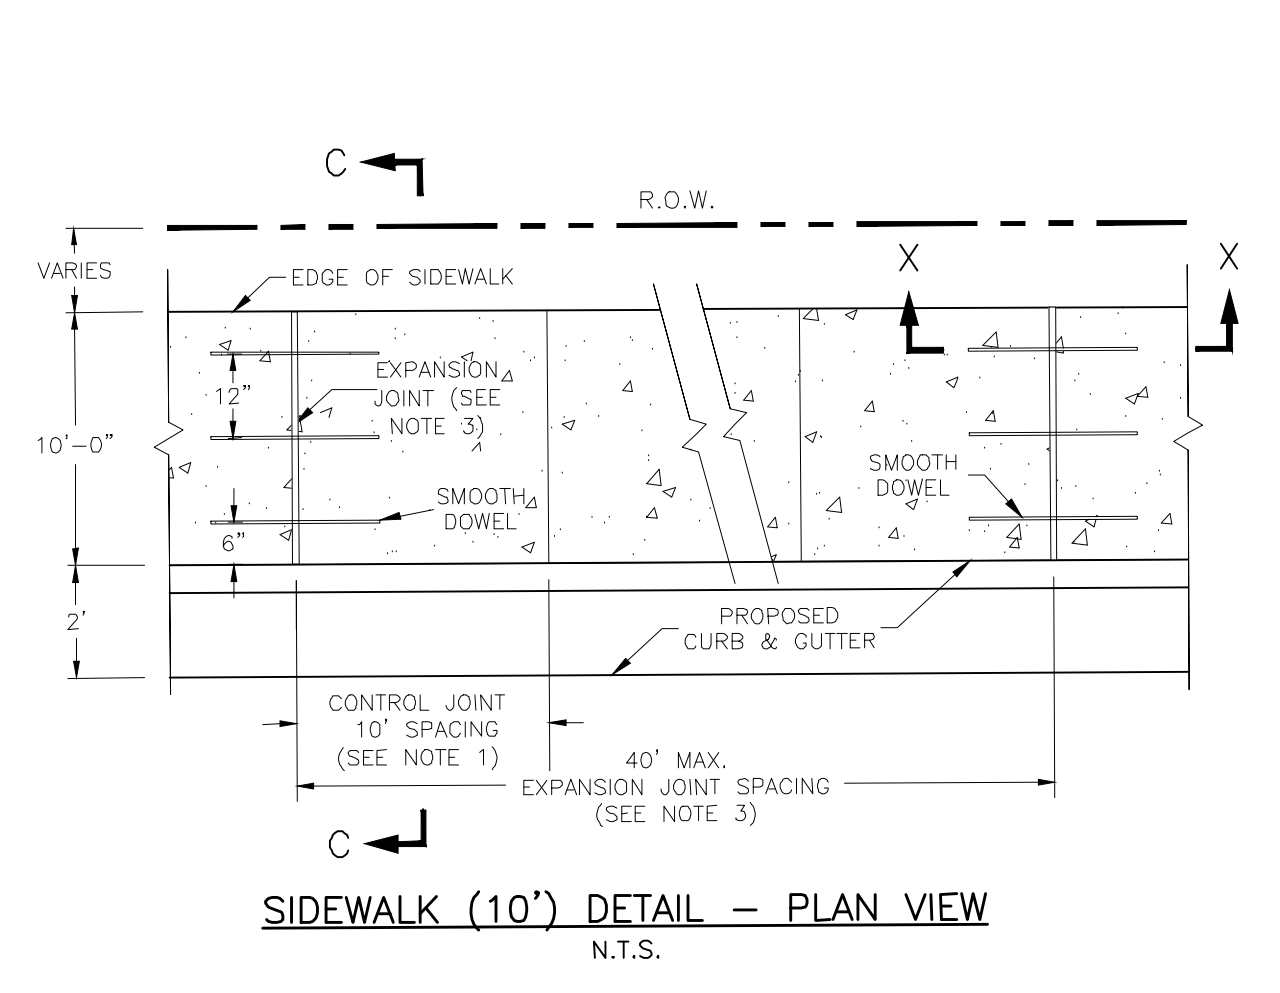 C
R.O.W.
X
X
VARIES
EDGE OF SIDEWALK
EXPANSION
JOINT (SEE
NOTE 3)
12"
10'-0"
SMOOTH
DOWEL
SMOOTH
DOWEL
6"
2'
PROPOSED
CURB & GUTTER
CONTROL JOINT
10' SPACING
(SEE NOTE 1)
40' MAX.
EXPANSION JOINT SPACING
(SEE NOTE 3)
C
SIDEWALK (10') DETAIL - PLAN VIEW
N.T.S.